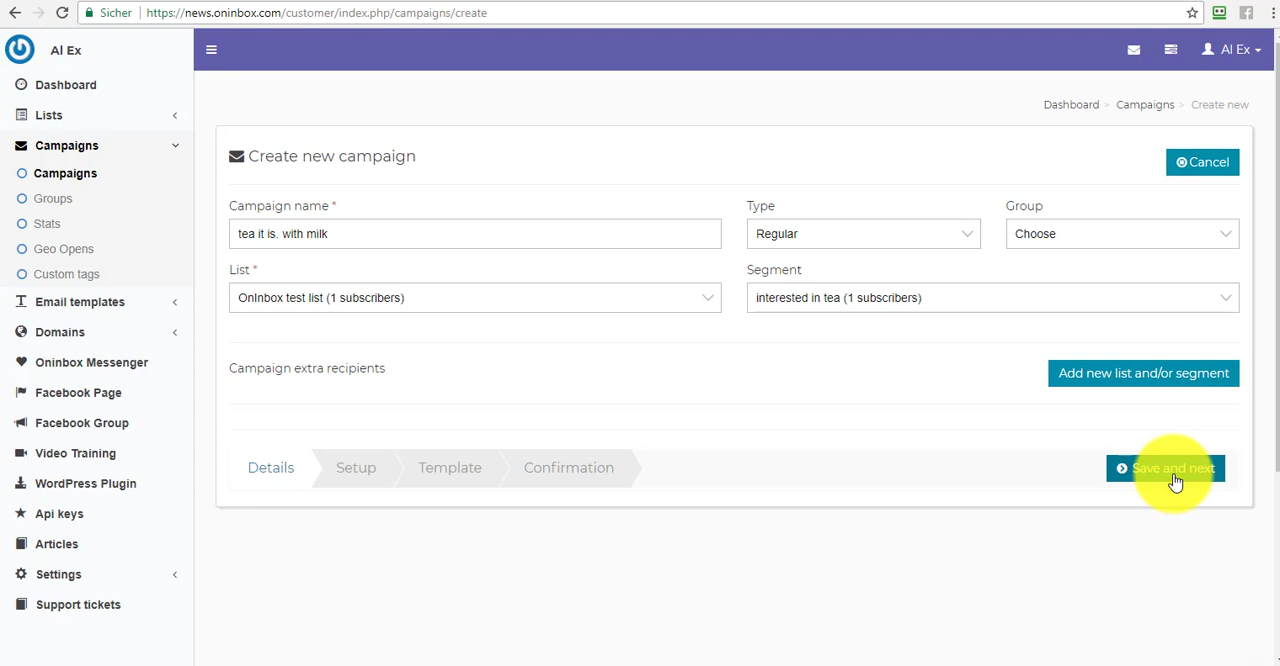 Sicher https://news.oninbox.com/customer/index.php/campaigns/create
Al Ex
Al Ex
Dashboard
Lists
Campaigns
Campaigns
Groups
Stats
Geo Opens
Custom tags
Email templates
Domains
Oninbox Messenger
Facebook Page
Facebook Group
Video Training
WordPress Plugin
Api keys
Articles
Settings
Support tickets
Dashboard > Campaigns > Create new
Create new campaign
Cancel
Campaign name * Type Group
tea it is. with milk Regular Choose
List * Segment
OnInbox test list (1 subscribers) interested in tea (1 subscribers)
Campaign extra recipients Add new list and/or segment
Details Setup Template Confirmation Save and next